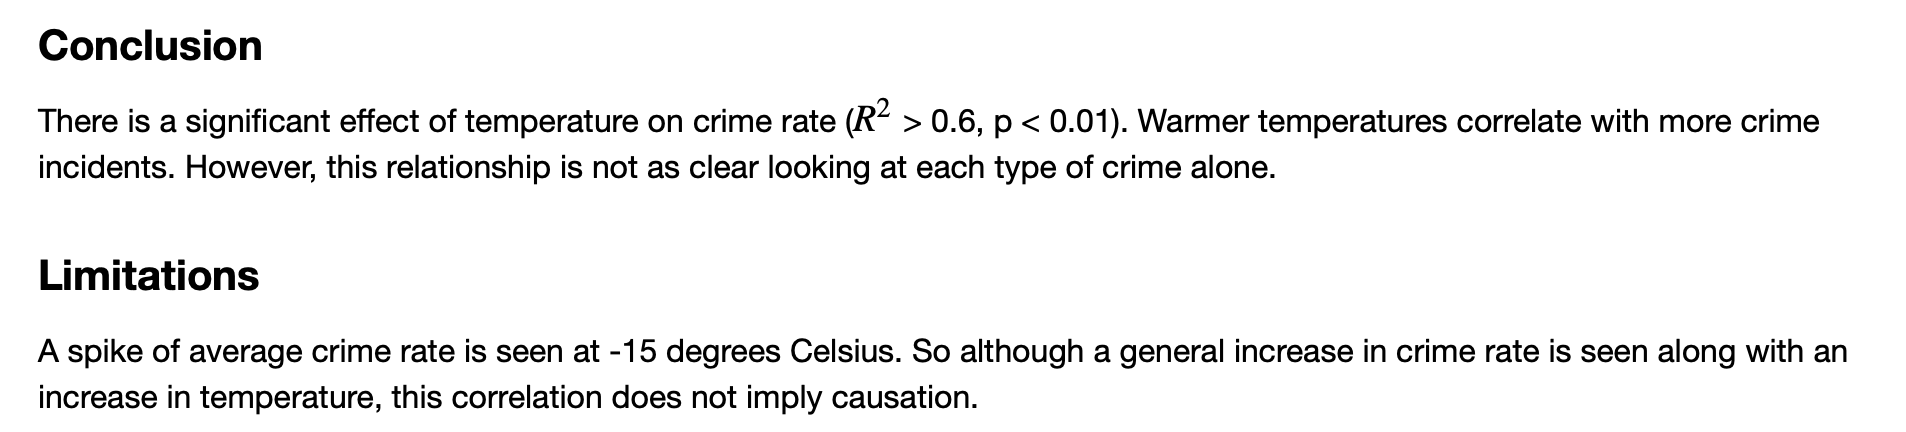 Conclusion
There is a significant effect of temperature on crime rate (R² > 0.6, p < 0.01). Warmer temperatures correlate with more crime
incidents. However, this relationship is not as clear looking at each type of crime alone.
Limitations
A spike of average crime rate is seen at -15 degrees Celsius. So although a general increase in crime rate is seen along with an
increase in temperature, this correlation does not imply causation.